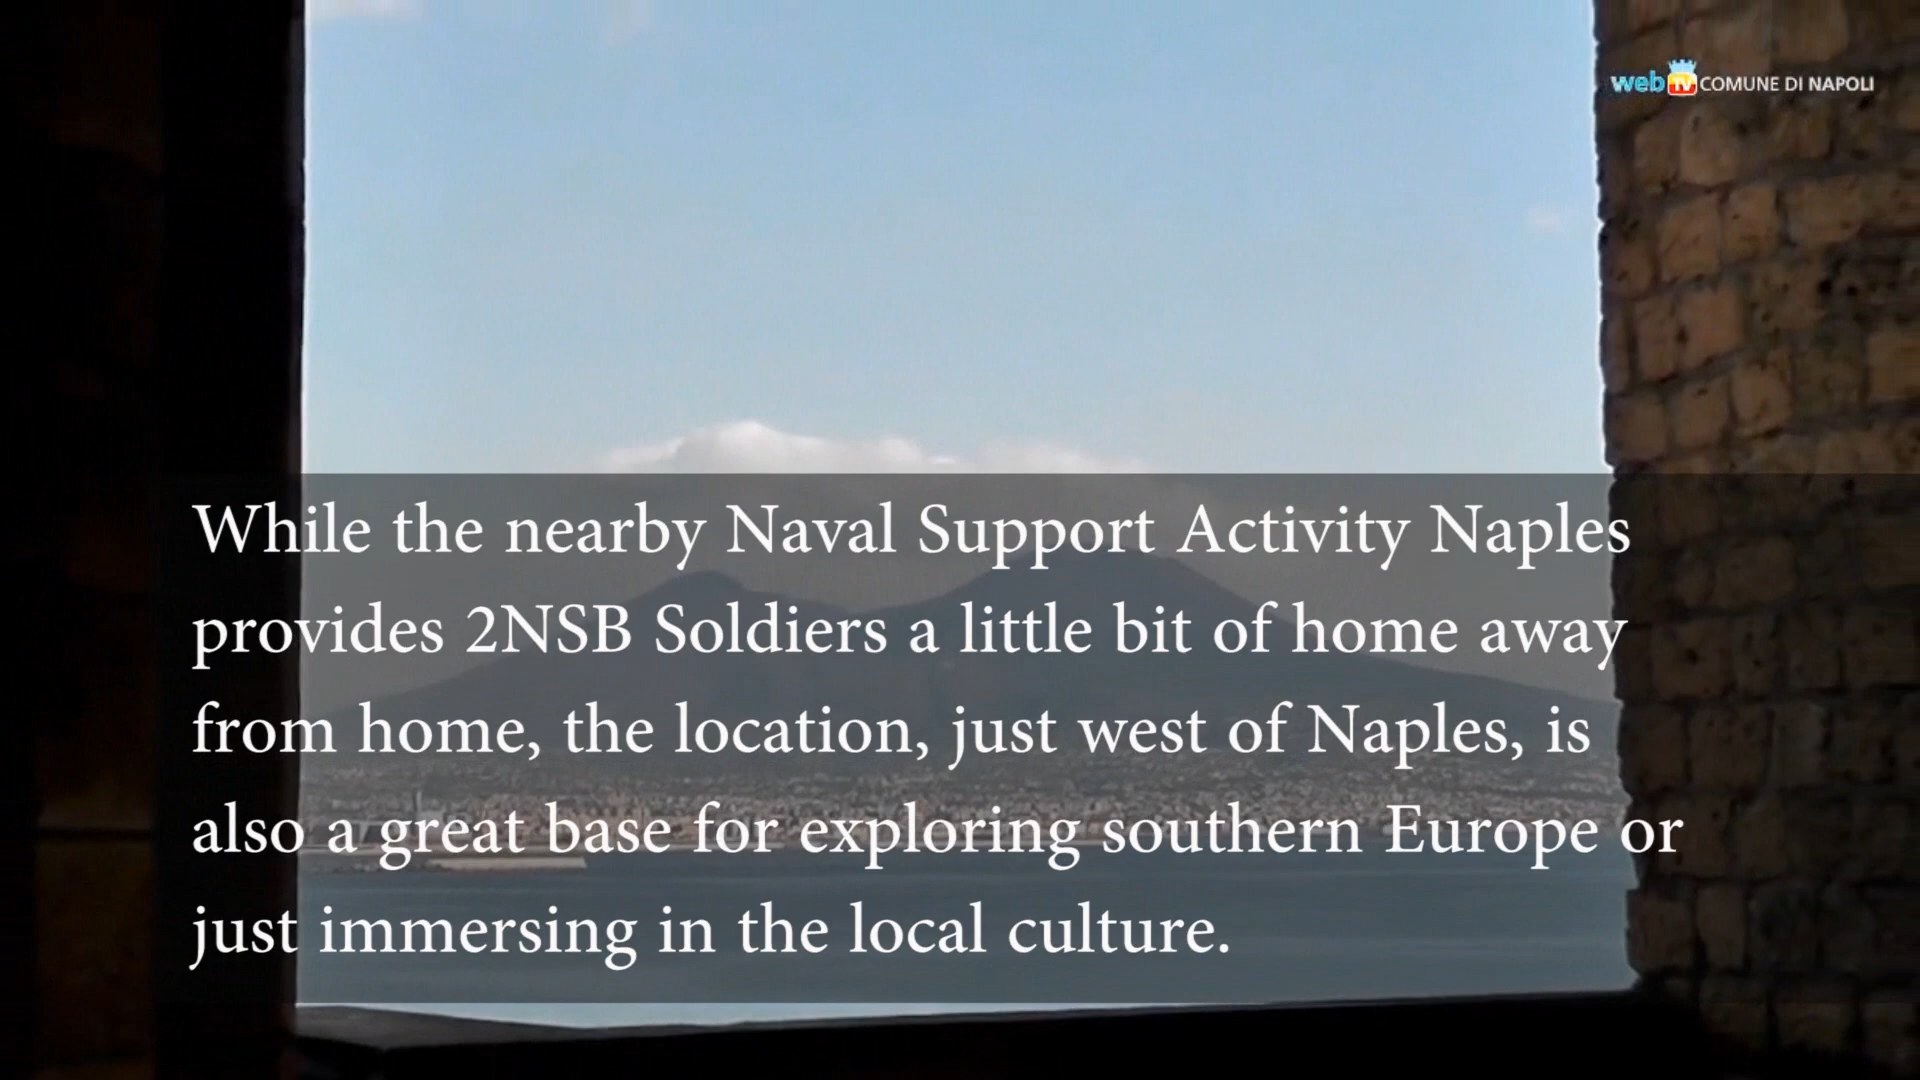 web TV COMUNE DI NAPOLI
While the nearby Naval Support Activity Naples
provides 2NSB Soldiers a little bit of home away
from home, the location, just west of Naples, is
also a great base for exploring southern Europe or
just immersing in the local culture.